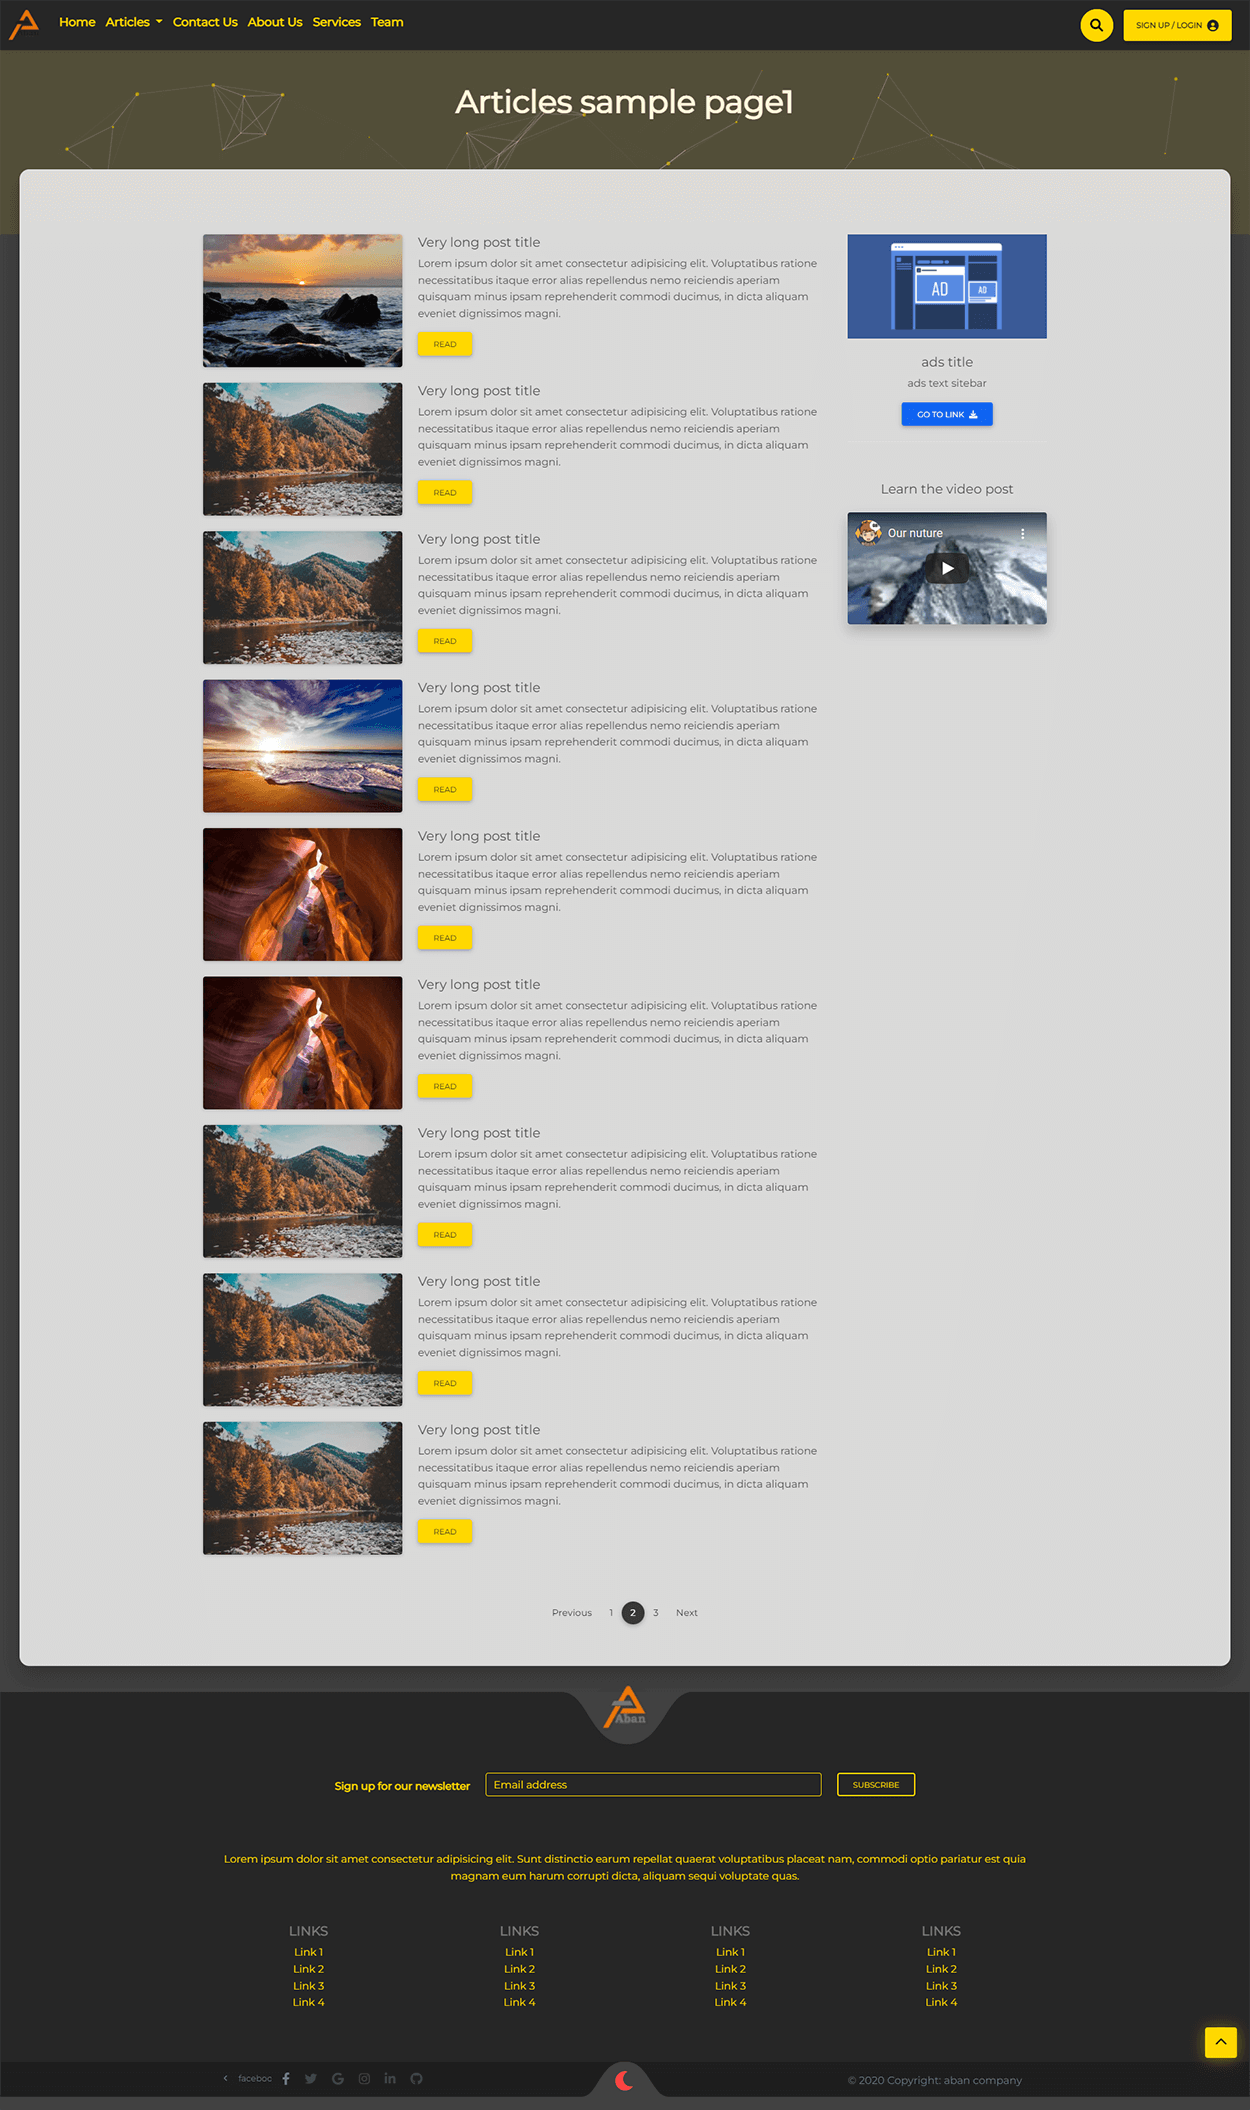 Home Articles Contact Us About Us Services Team
SIGN UP / LOGIN
Articles sample page1
Very long post title
Lorem ipsum dolor sit amet consectetur adipisicing elit. Voluptatibus ratione
necessitatibus itaque error alias repellendus nemo reiciendis aperiam
quisquam minus ipsam reprehenderit commodi ducimus, in dicta aliquam
eveniet dignissimos magni.
READ
Very long post title
Lorem ipsum dolor sit amet consectetur adipisicing elit. Voluptatibus ratione
necessitatibus itaque error alias repellendus nemo reiciendis aperiam
quisquam minus ipsam reprehenderit commodi ducimus, in dicta aliquam
eveniet dignissimos magni.
READ
Very long post title
Lorem ipsum dolor sit amet consectetur adipisicing elit. Voluptatibus ratione
necessitatibus itaque error alias repellendus nemo reiciendis aperiam
quisquam minus ipsam reprehenderit commodi ducimus, in dicta aliquam
eveniet dignissimos magni.
READ
Very long post title
Lorem ipsum dolor sit amet consectetur adipisicing elit. Voluptatibus ratione
necessitatibus itaque error alias repellendus nemo reiciendis aperiam
quisquam minus ipsam reprehenderit commodi ducimus, in dicta aliquam
eveniet dignissimos magni.
READ
Very long post title
Lorem ipsum dolor sit amet consectetur adipisicing elit. Voluptatibus ratione
necessitatibus itaque error alias repellendus nemo reiciendis aperiam
quisquam minus ipsam reprehenderit commodi ducimus, in dicta aliquam
eveniet dignissimos magni.
READ
Very long post title
Lorem ipsum dolor sit amet consectetur adipisicing elit. Voluptatibus ratione
necessitatibus itaque error alias repellendus nemo reiciendis aperiam
quisquam minus ipsam reprehenderit commodi ducimus, in dicta aliquam
eveniet dignissimos magni.
READ
Very long post title
Lorem ipsum dolor sit amet consectetur adipisicing elit. Voluptatibus ratione
necessitatibus itaque error alias repellendus nemo reiciendis aperiam
quisquam minus ipsam reprehenderit commodi ducimus, in dicta aliquam
eveniet dignissimos magni.
READ
Very long post title
Lorem ipsum dolor sit amet consectetur adipisicing elit. Voluptatibus ratione
necessitatibus itaque error alias repellendus nemo reiciendis aperiam
quisquam minus ipsam reprehenderit commodi ducimus, in dicta aliquam
eveniet dignissimos magni.
READ
Very long post title
Lorem ipsum dolor sit amet consectetur adipisicing elit. Voluptatibus ratione
necessitatibus itaque error alias repellendus nemo reiciendis aperiam
quisquam minus ipsam reprehenderit commodi ducimus, in dicta aliquam
eveniet dignissimos magni.
READ
AD AD
ads title
ads text sitebar
GO TO LINK
Learn the video post
Our nuture
Previous 1 2 3 Next
Aban
Sign up for our newsletter Email address SUBSCRIBE
Lorem ipsum dolor sit amet consectetur adipisicing elit. Sunt distinctio earum repellat quaerat voluptatibus placeat nam, commodi optio pariatur est quia
magnam eum harum corrupti dicta, aliquam sequi voluptate quas.
LINKS
Link 1
Link 2
Link 3
Link 4
LINKS
Link 1
Link 2
Link 3
Link 4
LINKS
Link 1
Link 2
Link 3
Link 4
LINKS
Link 1
Link 2
Link 3
Link 4
faceboc
© 2020 Copyright: aban company